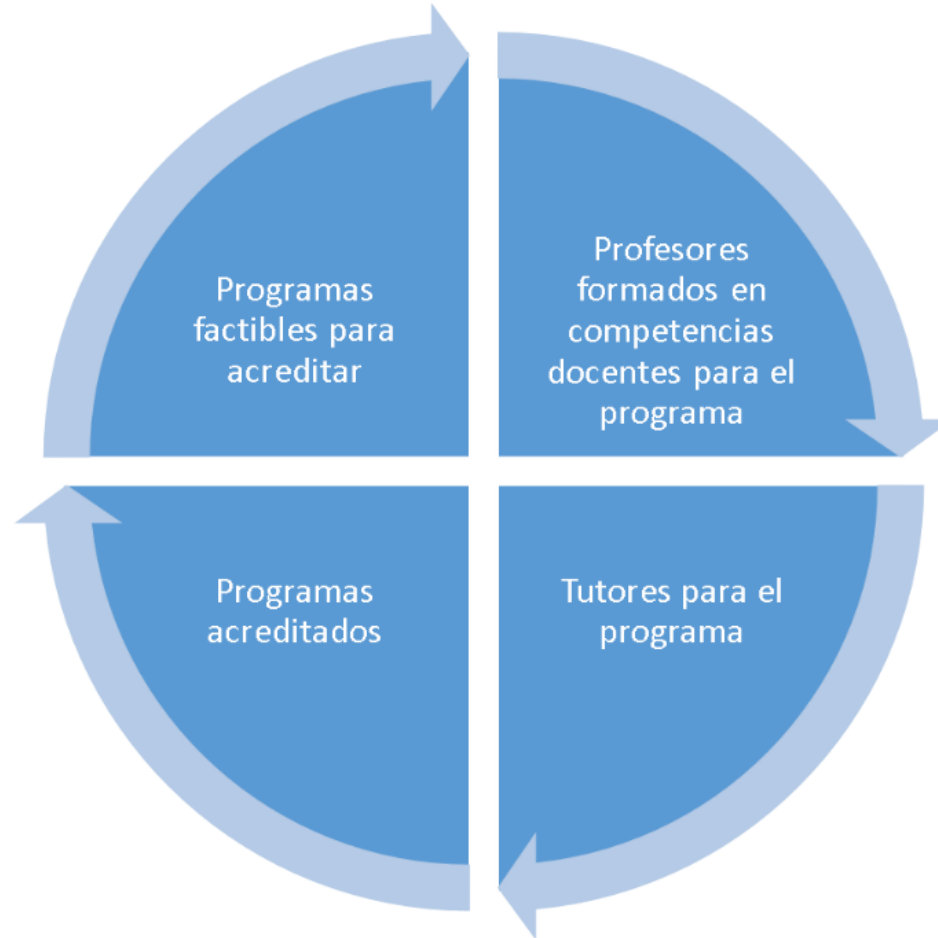 Programas
factibles para
acreditar
Profesores
formados en
competencias
docentes para el
programa
Programas
acreditados
Tutores para el
programa